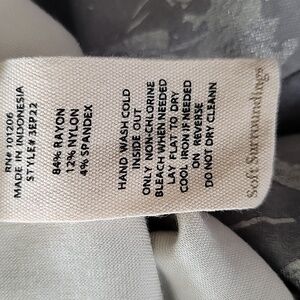 RN# 101206
MADE IN INDONESIA
STYLE# 3EF22
84% RAYON
12% NYLON
4% SPANDEX
HAND WASH COLD
INSIDE OUT
ONLY NON-CHLORINE
BLEACH WHEN NEEDED
LAY FLAT TO DRY
COOL IRON IF NEEDED
ON REVERSE
DO NOT DRY CLEANN
Soft Surroundings